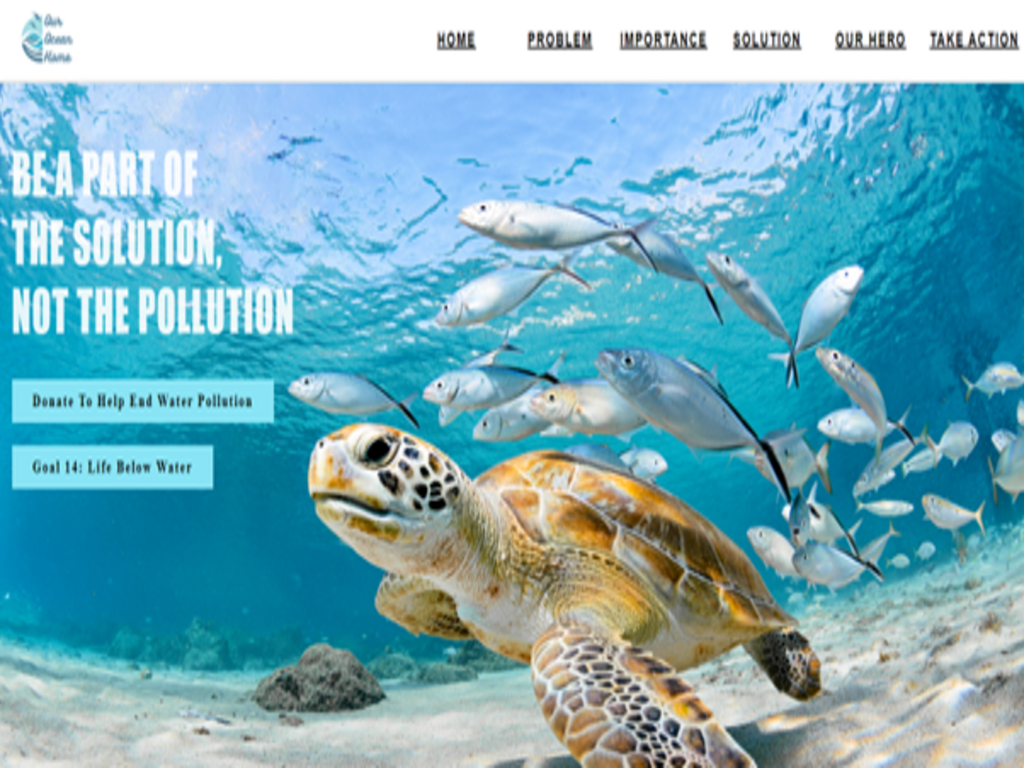 Our
Ocean
Home
HOME PROBLEM IMPORTANCE SOLUTION OUR HERO TAKE ACTION
BE A PART OF
THE SOLUTION,
NOT THE POLLUTION
Donate To Help End Water Pollution
Goal 14: Life Below Water